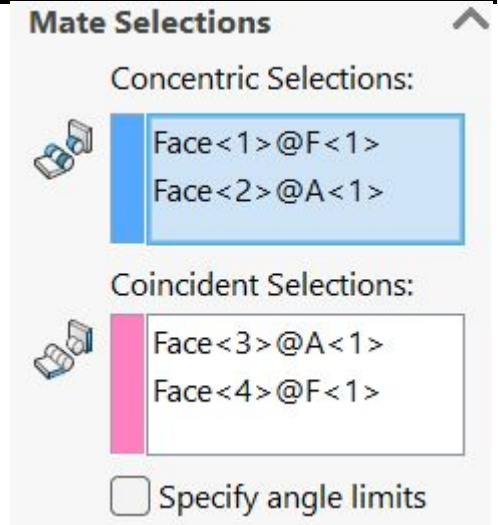 Mate Selections
Concentric Selections:
Face<1>@F<1>
Face<2>@A<1>
Coincident Selections:
Face<3>@A<1>
Face<4>@F<1>
Specify angle limits